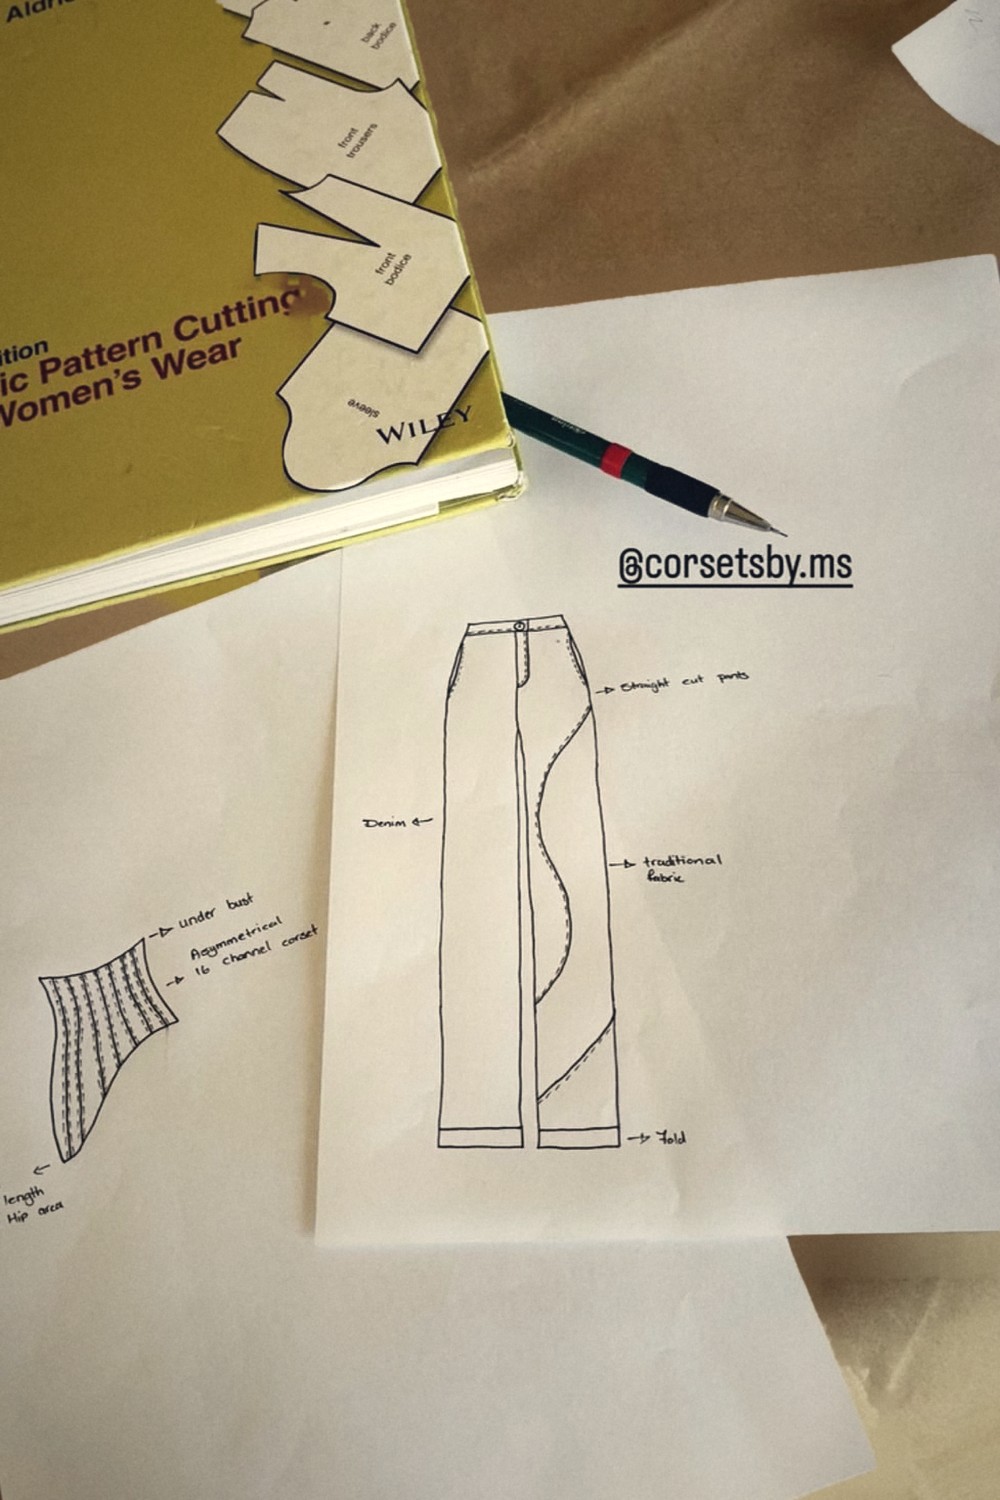 Aldri
back
bodice
front
trousers
front
bodice
ition
ic Pattern Cutting
Women's Wear
sleeve
WILEY
@corsetsby.ms
Straight cut pants
Denim
traditional
fabric
Fold
under bust
Asymmetrical
16 channel corset
length
Hip area